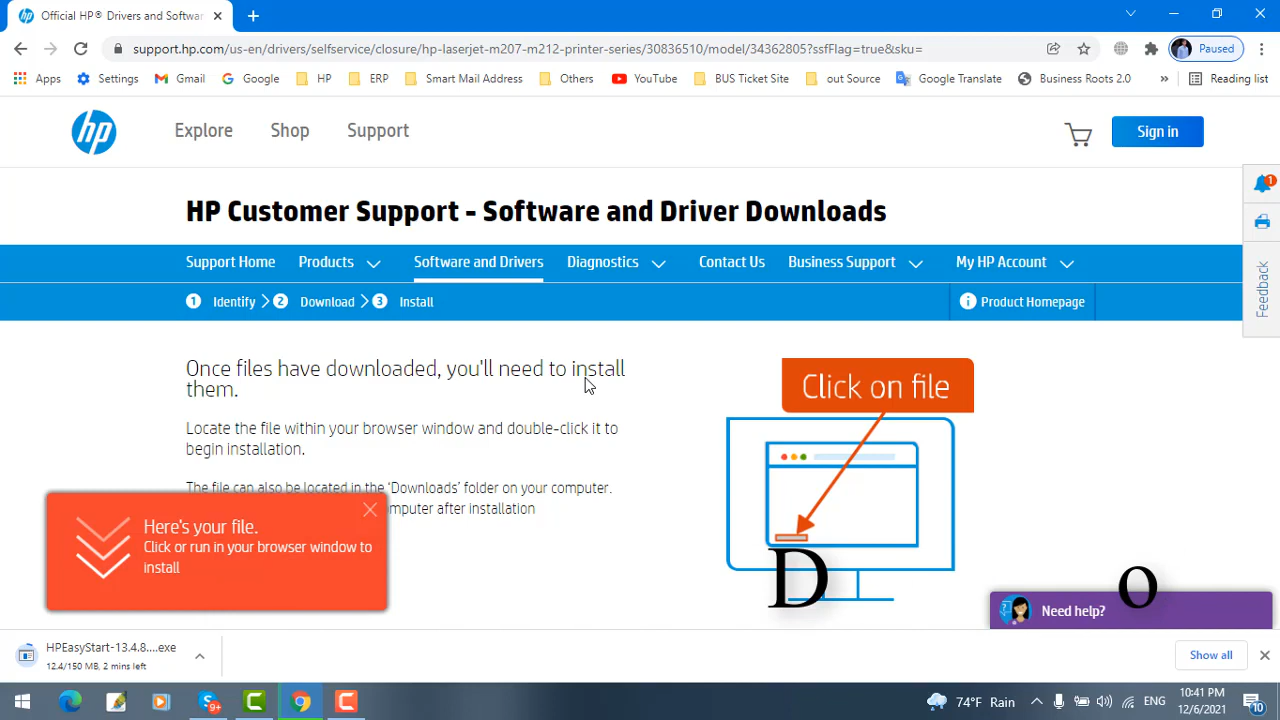 Official HP® Drivers and Softwar
support.hp.com/us-en/drivers/selfservice/closure/hp-laserjet-m207-m212-printer-series/30836510/model/34362805?ssfFlag=true&sku=
Paused
Apps Settings Gmail Google HP ERP Smart Mail Address Others YouTube BUS Ticket Site out Source Google Translate Business Roots 2.0 » Reading list
hp Explore Shop Support Sign in
1
HP Customer Support - Software and Driver Downloads
Support Home Products Software and Drivers Diagnostics Contact Us Business Support My HP Account
Feedback
1 Identify 2 Download 3 Install Product Homepage
Once files have downloaded, you'll need to install
them.
Click on file
Locate the file within your browser window and double-click it to
begin installation.
The file can also be located in the 'Downloads' folder on your computer.
mputer after installation
Here's your file.
Click or run in your browser window to
install
D o
Need help?
HPEasyStart-13.4.8....exe
12.4/150 MB, 2 mins left
Show all
9+
74°F Rain ENG 10:41 PM
12/6/2021
10